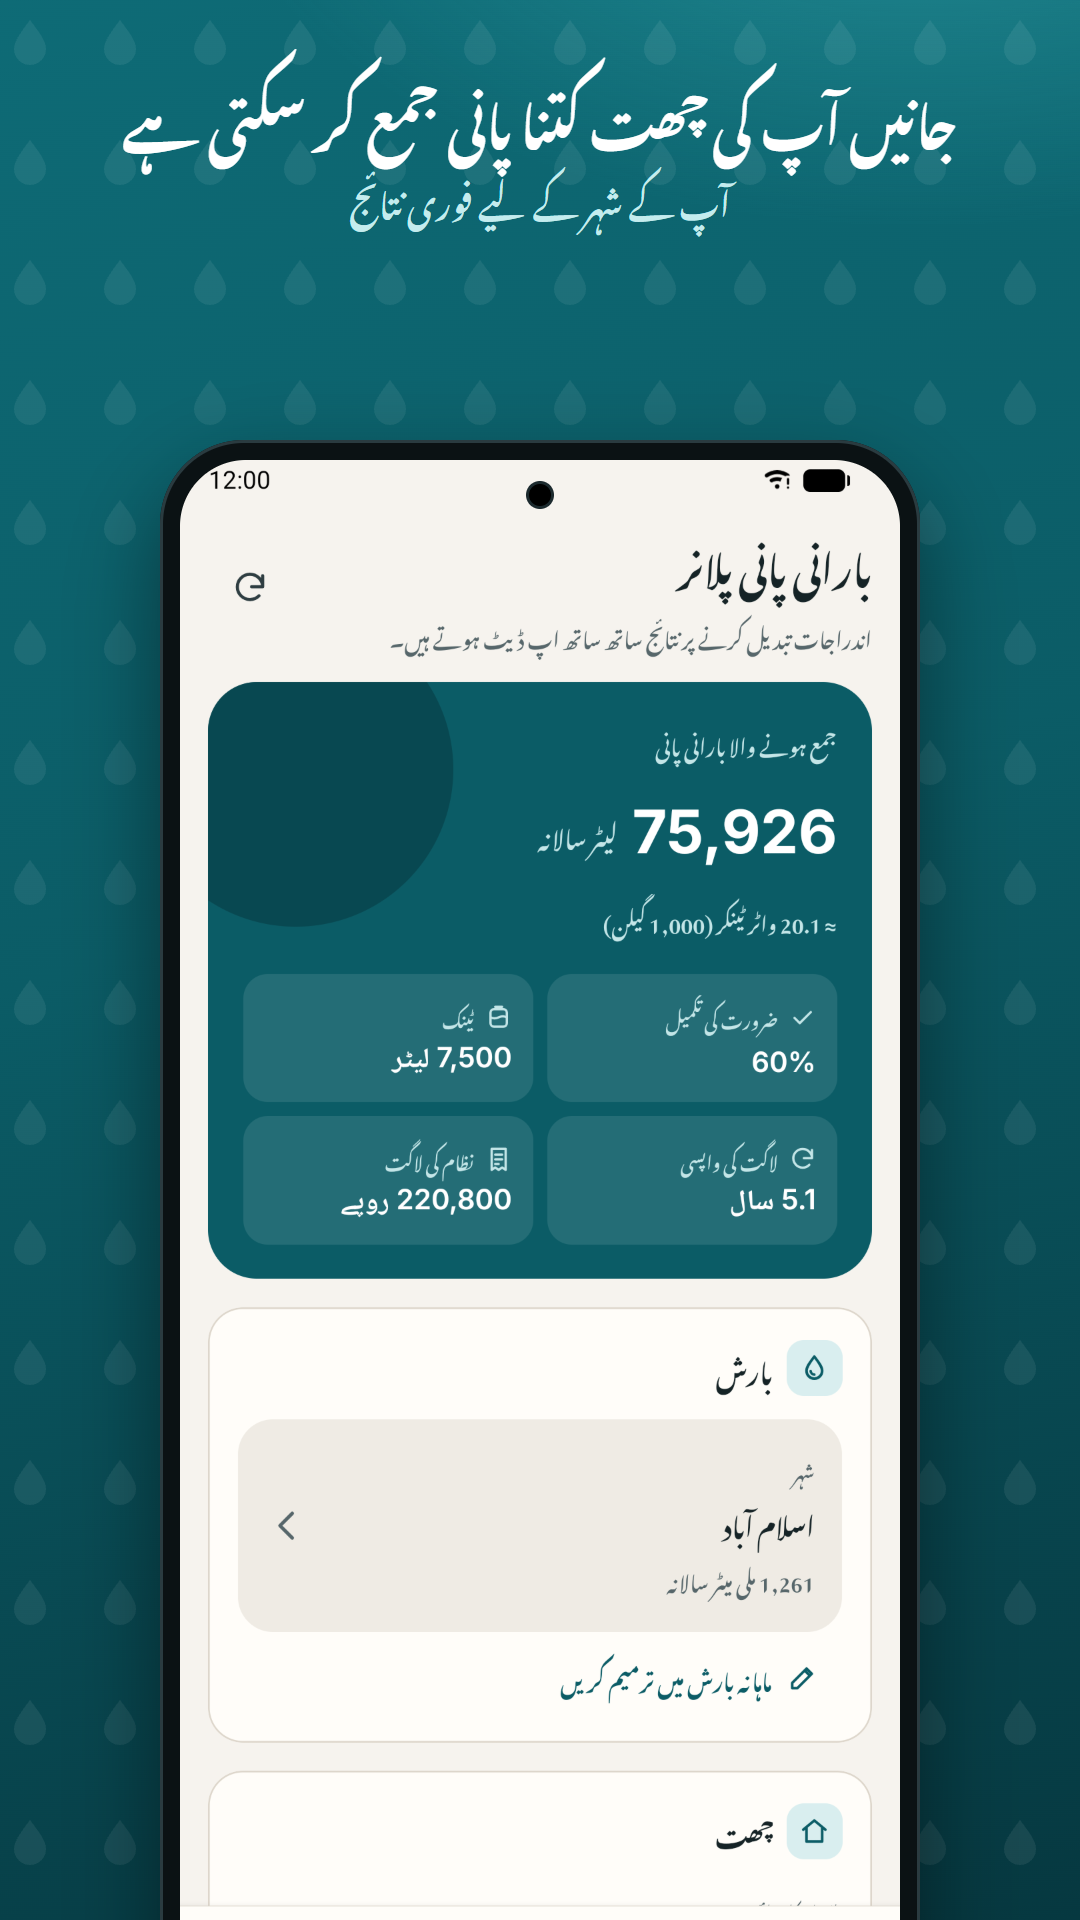 جانیں آپ کی چھت کتنا پانی جمع کر سکتی ہے
آپ کے شہر کے لیے فوری نتائج
12:00
بارانی پانی پلانر
اندراجات تبدیل کرنے پر نتائج ساتھ ساتھ اپ ڈیٹ ہوتے ہیں۔
جمع ہونے والا بارانی پانی
75,926 لیٹر سالانہ
≈ 20.1 واٹر ٹینکر (1,000 گیلن)
ضرورت کی تکمیل
60%
ٹینک
7,500 لیٹر
لاگت کی واپسی
5.1 سال
نظام کی لاگت
220,800 روپے
بارش
شہر
اسلام آباد
1,261 ملی میٹر سالانہ
ماہانہ بارش میں ترمیم کریں
چھت